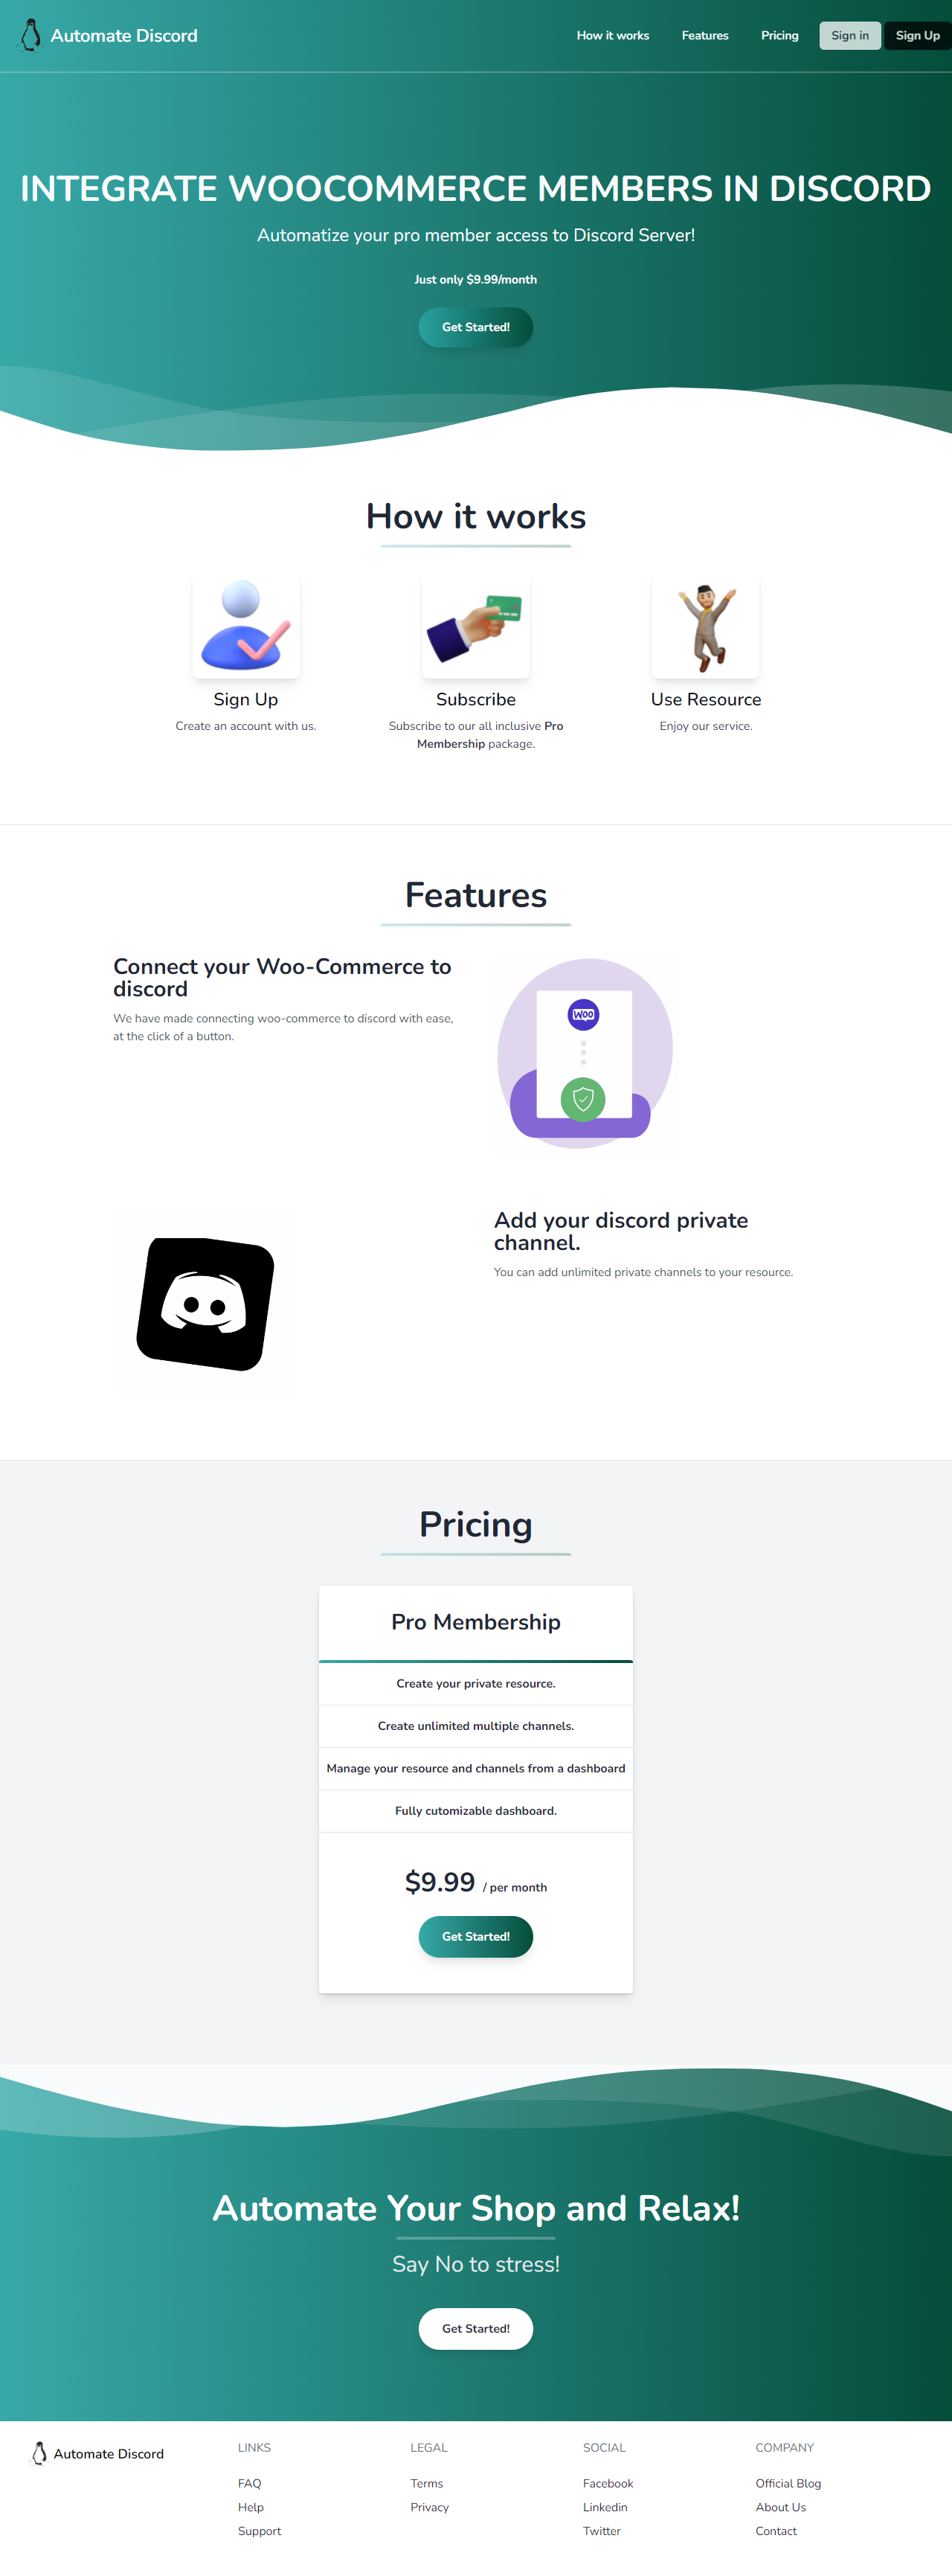 Automate Discord
How it works
Features
Pricing
Sign in
Sign Up
INTEGRATE WOOCOMMERCE MEMBERS IN DISCORD
Automatize your pro member access to Discord Server!
Just only $9.99/month
Get Started!
How it works
Sign Up
Create an account with us.
Subscribe
Subscribe to our all inclusive Pro
Membership package.
Use Resource
Enjoy our service.
Features
Connect your Woo-Commerce to
discord
We have made connecting woo-commerce to discord with ease,
at the click of a button.
WOO
Add your discord private
channel.
You can add unlimited private channels to your resource.
Pricing
Pro Membership
Create your private resource.
Create unlimited multiple channels.
Manage your resource and channels from a dashboard
Fully cutomizable dashboard.
$9.99 / per month
Get Started!
Automate Your Shop and Relax!
Say No to stress!
Get Started!
Automate Discord
LINKS
FAQ
Help
Support
LEGAL
Terms
Privacy
SOCIAL
Facebook
Linkedin
Twitter
COMPANY
Official Blog
About Us
Contact